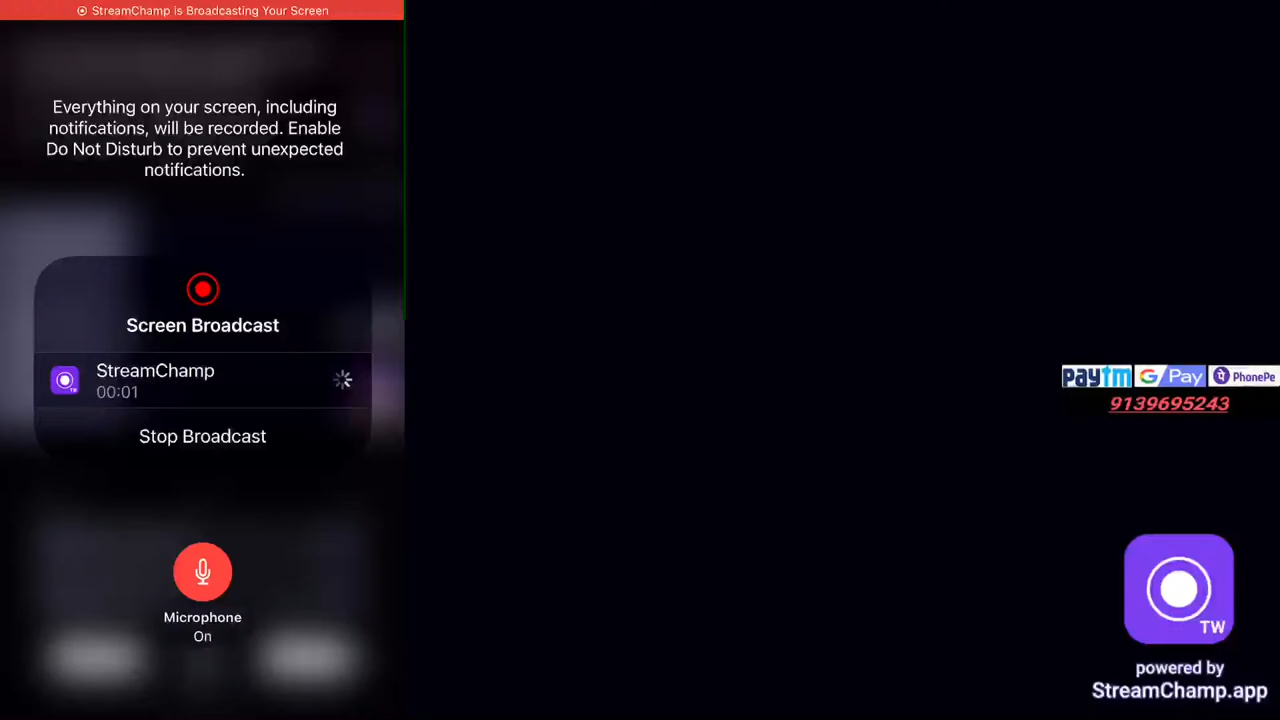 StreamChamp is Broadcasting Your Screen
Everything on your screen, including
notifications, will be recorded. Enable
Do Not Disturb to prevent unexpected
notifications.
Screen Broadcast
StreamChamp
00:01
Stop Broadcast
Microphone
On
Paytm G Pay PhonePe
9139695243
TW
powered by
StreamChamp.app